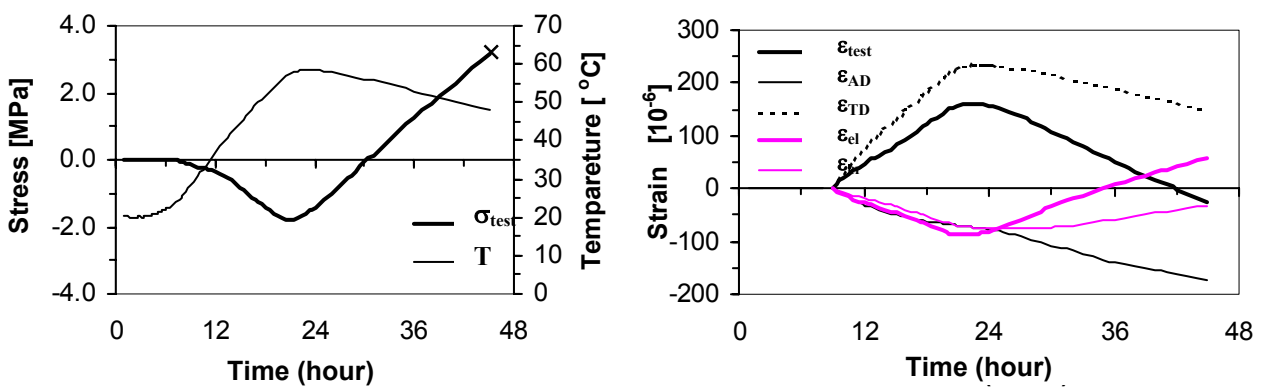 4.0
2.0
0.0
-2.0
-4.0
Stress [MPa]
70
60
50
40
30
20
10
0
Tempareture [ °C]
σtest
T
0 12 24 36 48
Time (hour)
300
200
100
0
-100
-200
Strain [10-6]
εtest
εAD
εTD
εel
0 12 24 36 48
Time (hour)